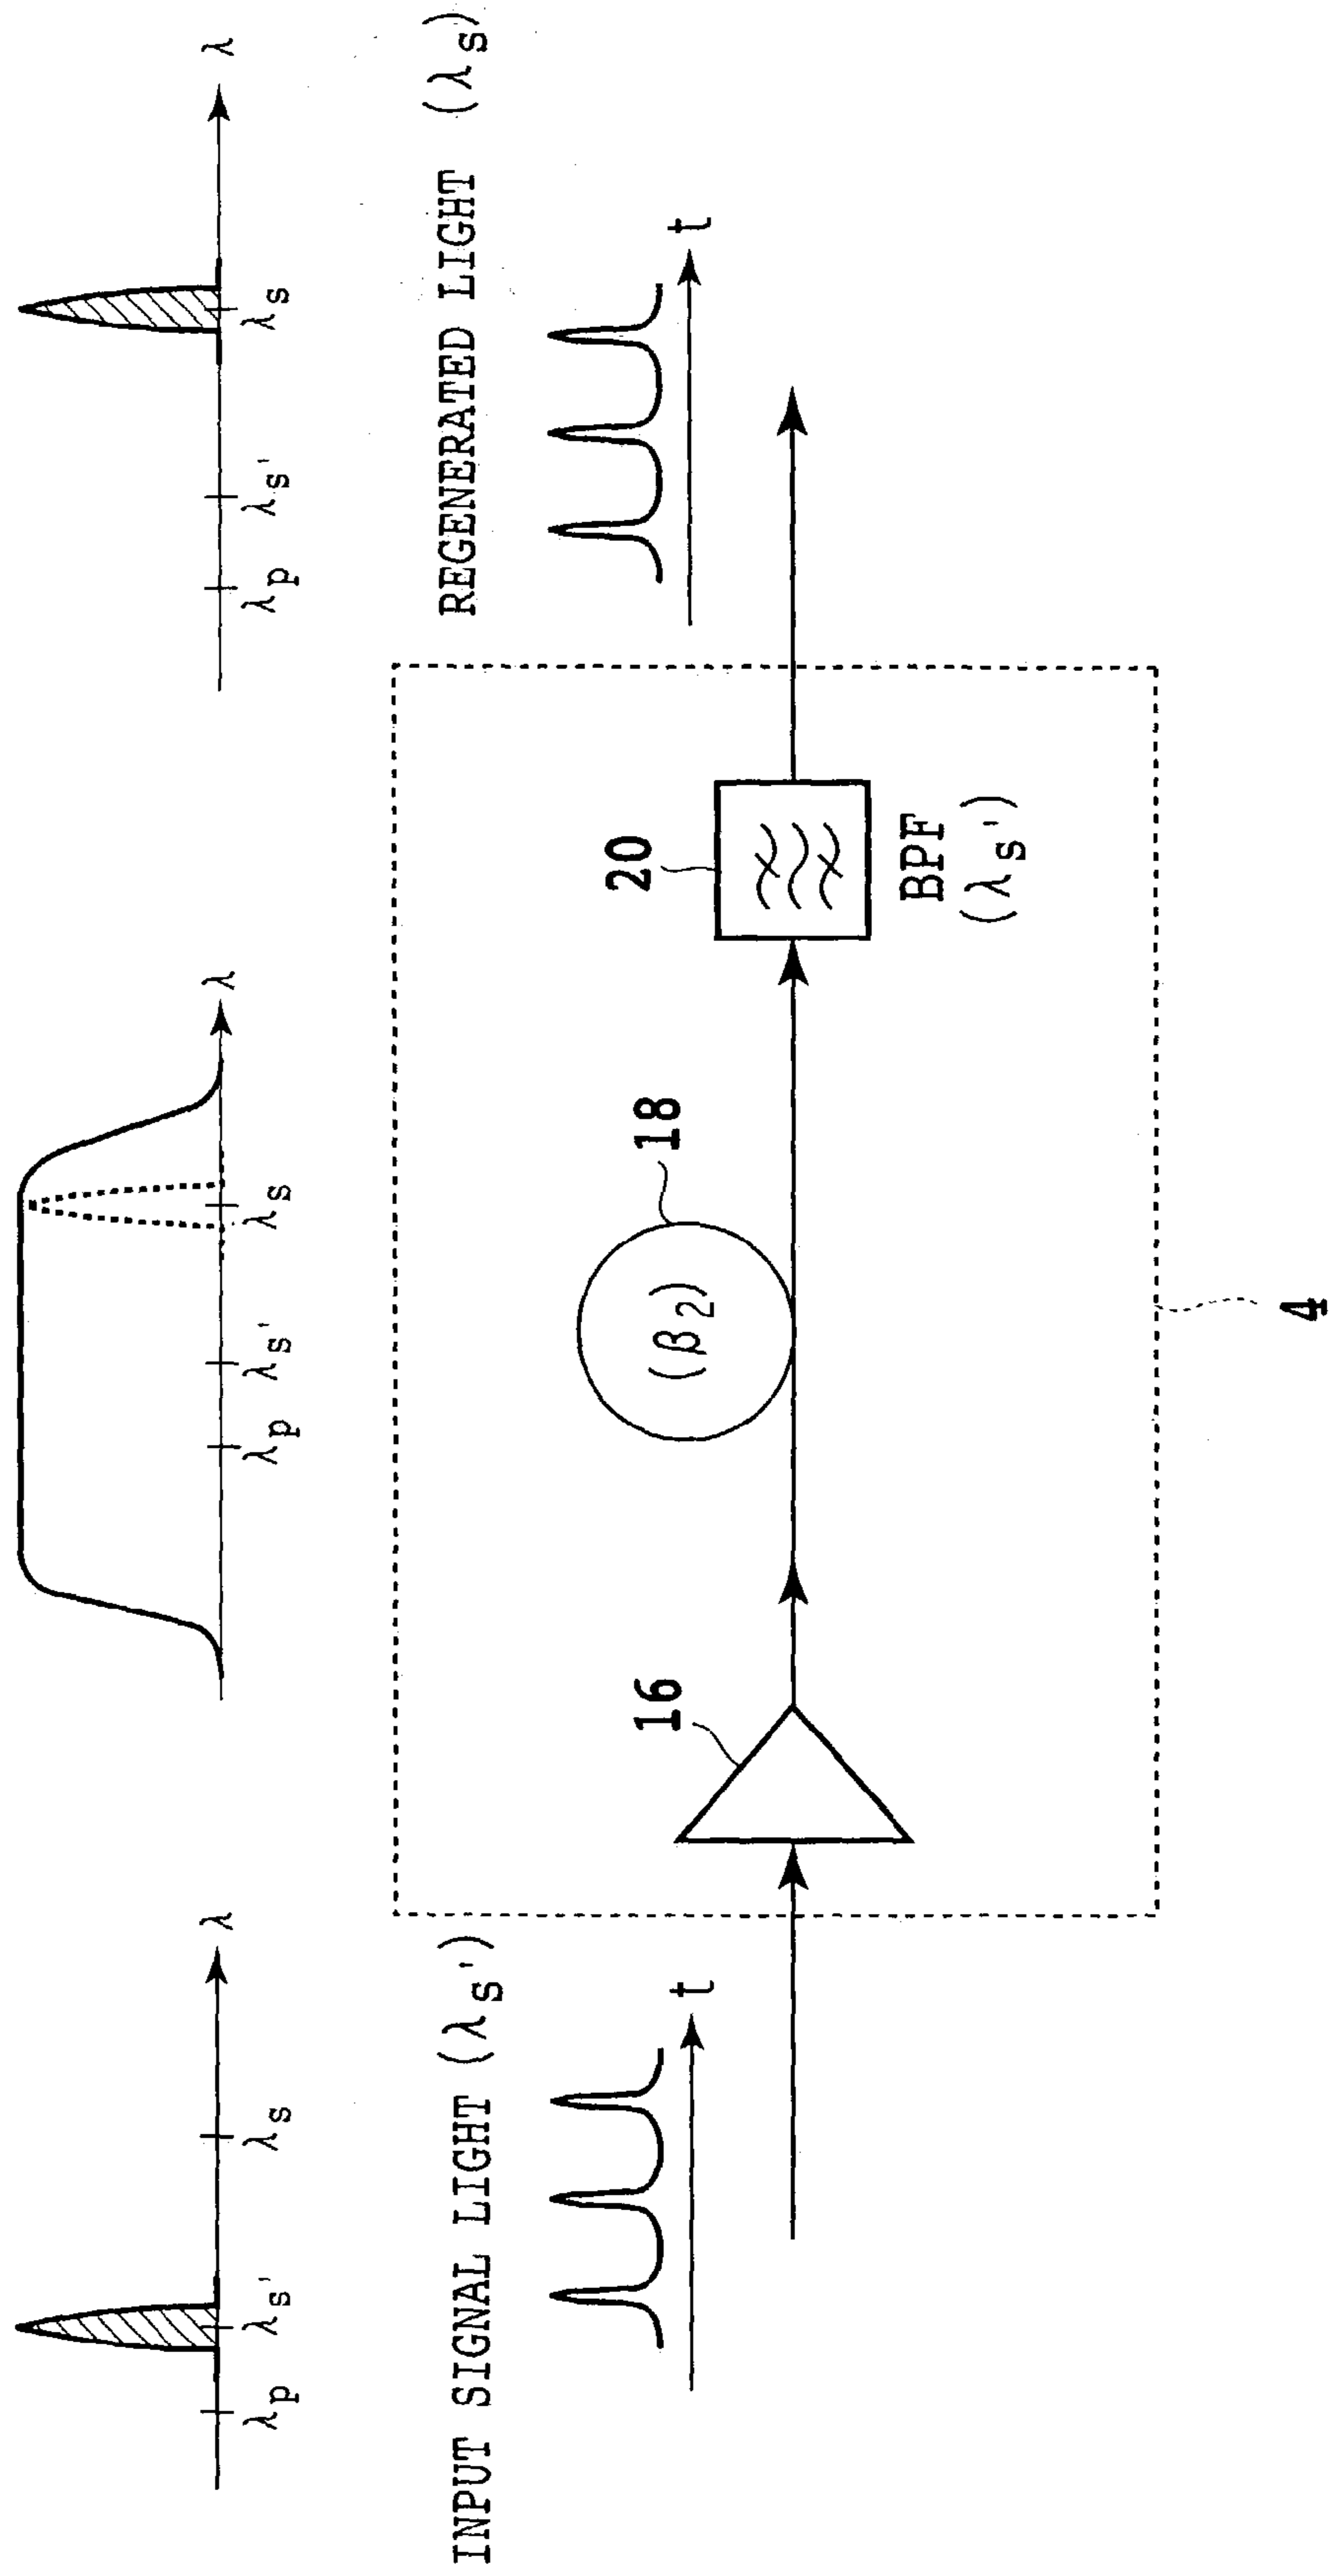 λ
λp λs' λs
λ
λp λs' λs
λ
λp λs' λs
INPUT SIGNAL LIGHT (λs')
t
REGENERATED LIGHT (λs)
t
16
18
(β2)
20
BPF
(λs')
4